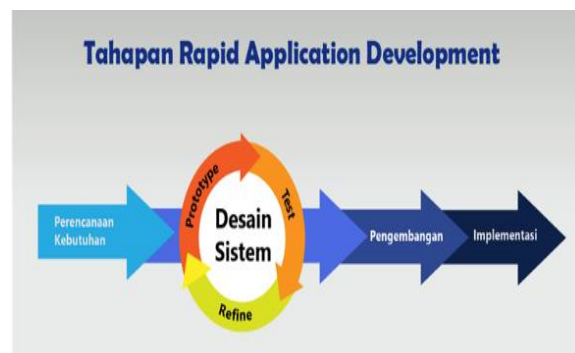 Tahapan Rapid Application Development
Perencanaan
Kebutuhan
Prototype
Test
Desain
Sistem
Refine
Pengembangan
Implementasi